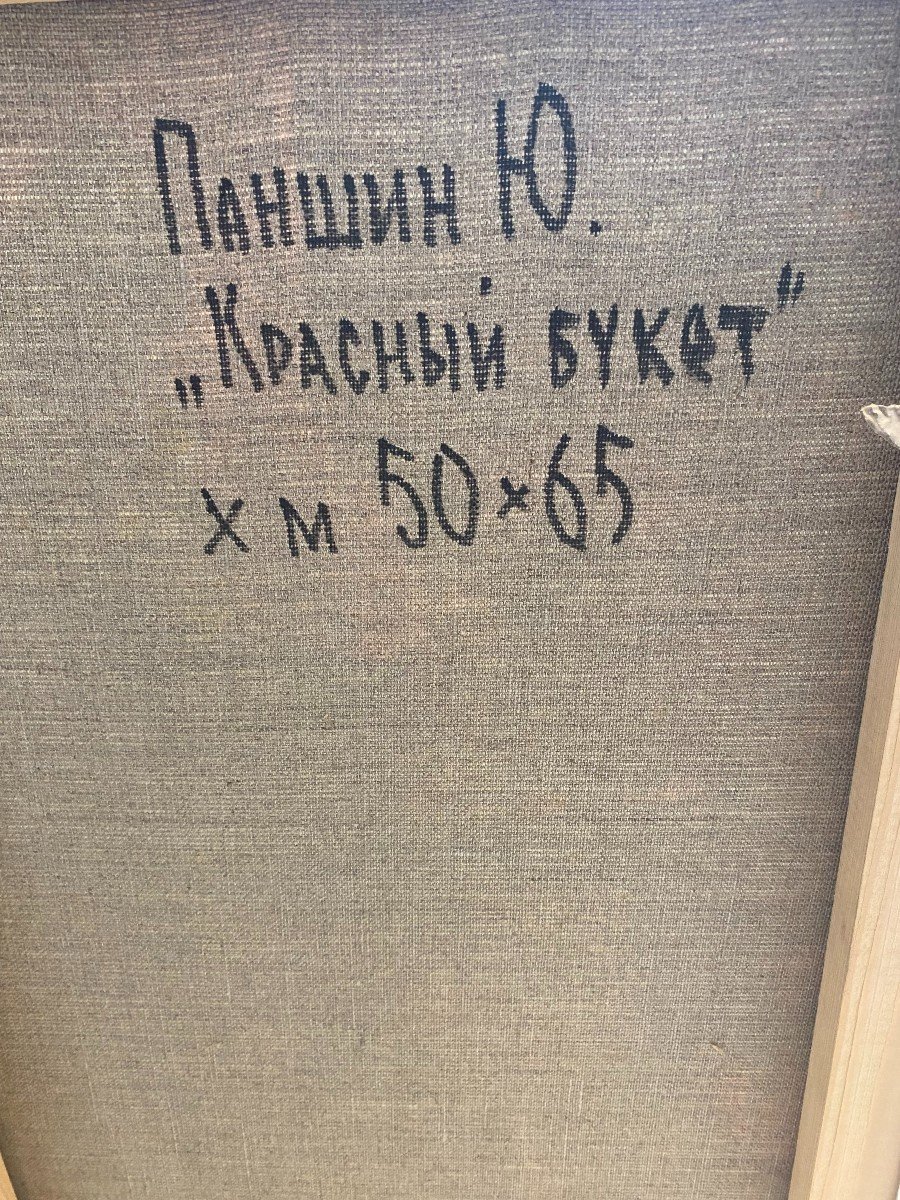 Паншин Ю.
„Красный букет"
х м 50×65